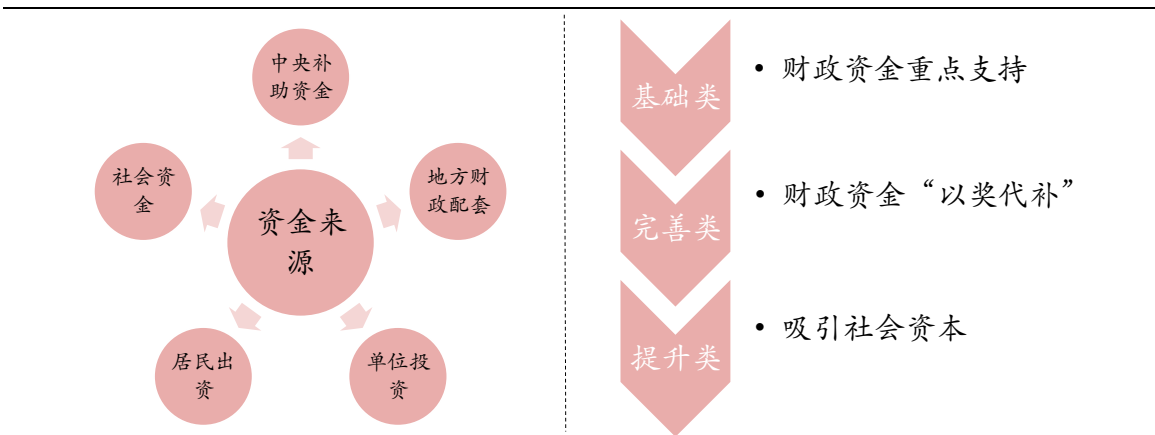 中央补
助资金
社会资
金
地方财
政配套
资金来
源
居民出
资
单位投
资
基础类
• 财政资金重点支持
完善类
• 财政资金“以奖代补”
提升类
• 吸引社会资本